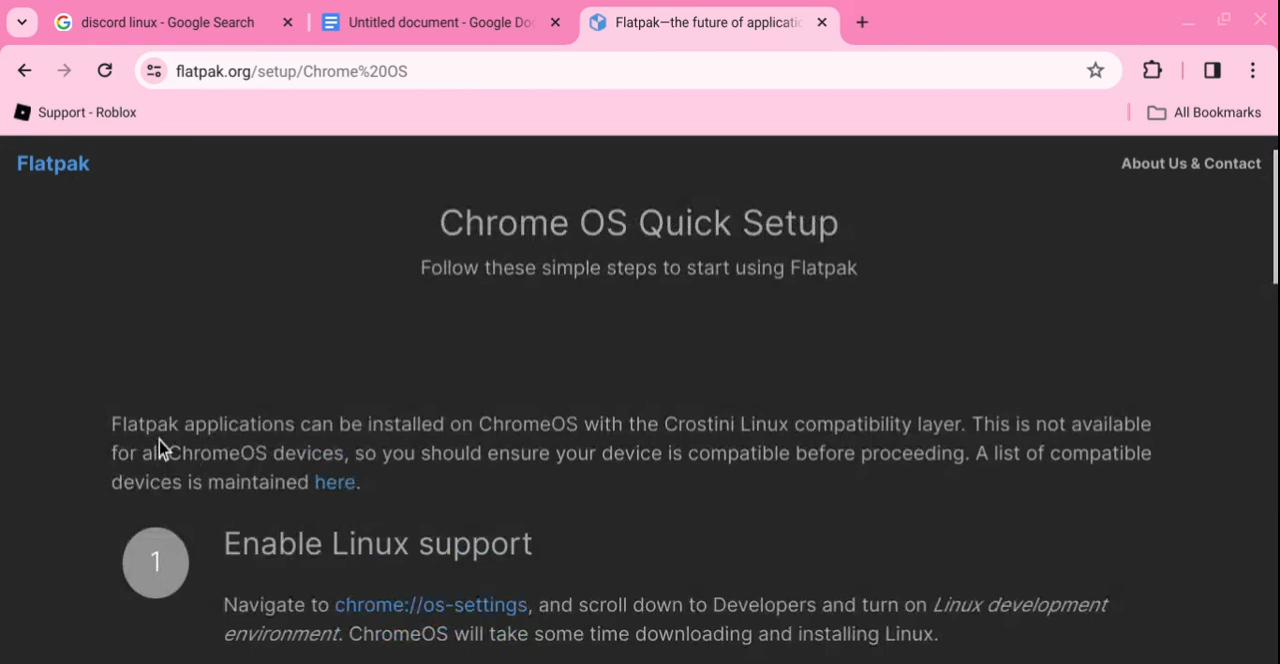 discord linux - Google Search
Untitled document - Google Do
Flatpak—the future of applicatio
flatpak.org/setup/Chrome%20OS
Support - Roblox
All Bookmarks
Flatpak
About Us & Contact
Chrome OS Quick Setup
Follow these simple steps to start using Flatpak
Flatpak applications can be installed on ChromeOS with the Crostini Linux compatibility layer. This is not available
for all ChromeOS devices, so you should ensure your device is compatible before proceeding. A list of compatible
devices is maintained here.
1
Enable Linux support
Navigate to chrome://os-settings, and scroll down to Developers and turn on Linux development
environment. ChromeOS will take some time downloading and installing Linux.